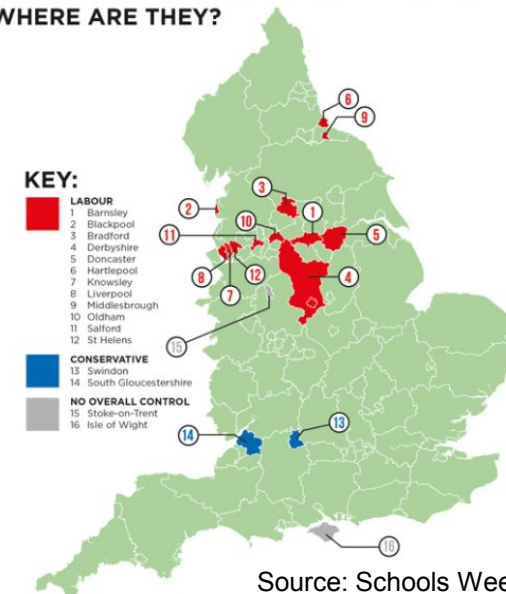 WHERE ARE THEY?
KEY:
LABOUR
1 Barnsley
2 Blackpool
3 Bradford
4 Derbyshire
5 Doncaster
6 Hartlepool
7 Knowsley
8 Liverpool
9 Middlesbrough
10 Oldham
11 Salford
12 St Helens
CONSERVATIVE
13 Swindon
14 South Gloucestershire
NO OVERALL CONTROL
15 Stoke-on-Trent
16 Isle of Wight
6
9
3
2
10
1
11
5
8
12
4
7
15
13
14
16
Source: Schools Wee